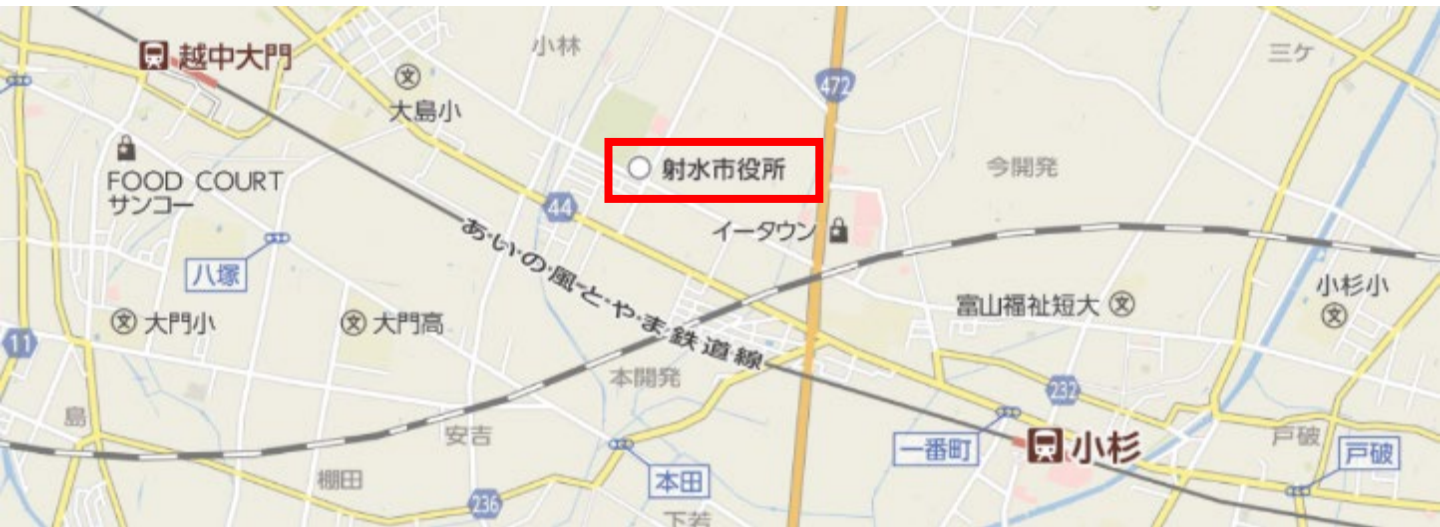 越中大門
小林
三ケ
大島小
472
射水市役所
今開発
FOOD COURT
サンコー
44
イータウン
八塚
あいの風とやま鉄道線
小杉小
富山福祉短大
大門小
大門高
11
本開発
232
島
安吉
一番町
小杉
戸破
戸破
棚田
本田
236
下若